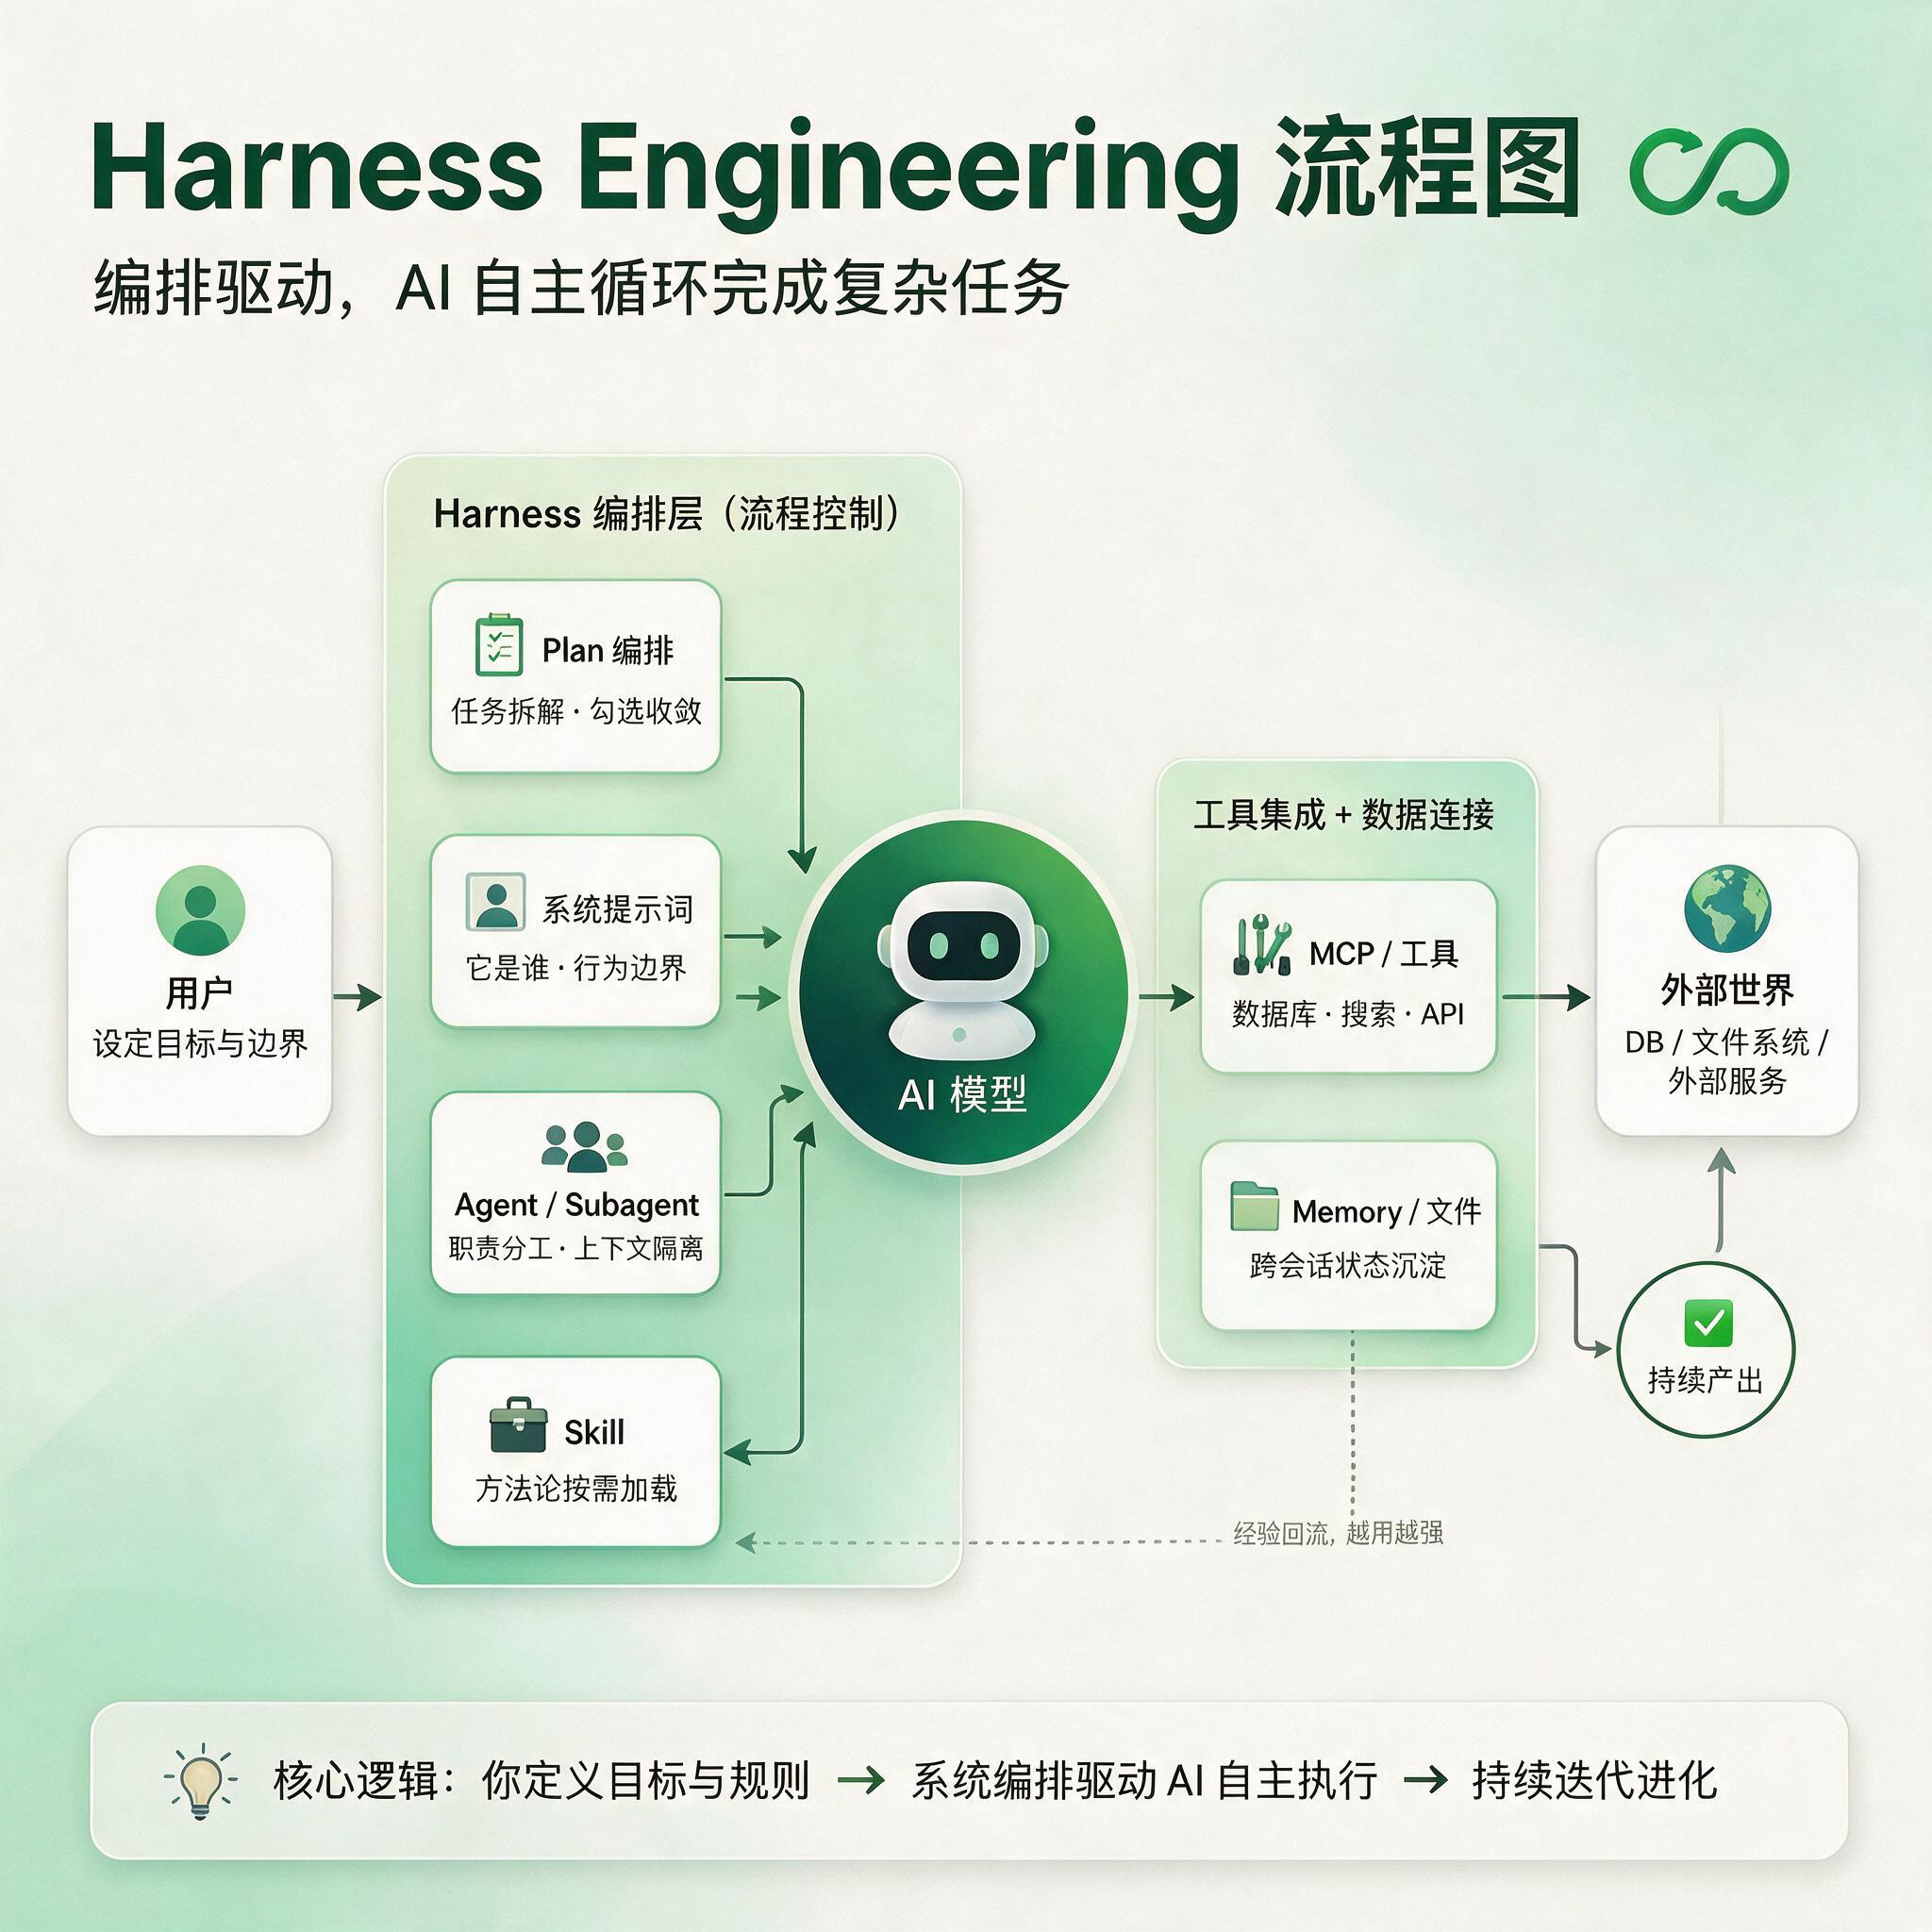 Harness Engineering 流程图
编排驱动，AI 自主循环完成复杂任务
用户
设定目标与边界
Harness 编排层（流程控制）
Plan 编排
任务拆解 · 勾选收敛
系统提示词
它是谁 · 行为边界
Agent / Subagent
职责分工 · 上下文隔离
Skill
方法论按需加载
AI 模型
工具集成 + 数据连接
MCP / 工具
数据库 · 搜索 · API
Memory / 文件
跨会话状态沉淀
外部世界
DB / 文件系统 /
外部服务
持续产出
经验回流, 越用越强
核心逻辑：你定义目标与规则 → 系统编排驱动 AI 自主执行 → 持续迭代进化